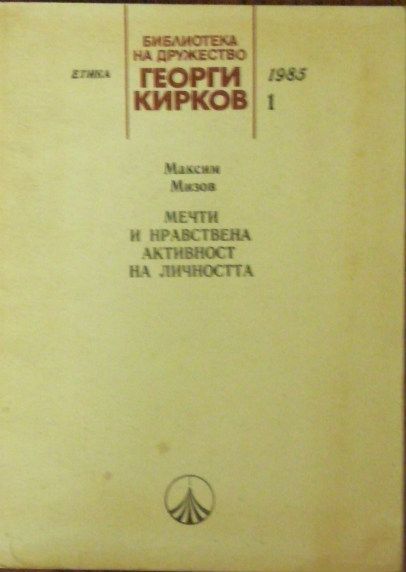 БИБЛИОТЕКА
НА ДРУЖЕСТВО
ГЕОРГИ
КИРКОВ
ЕТИКА
1985
1
Максим
Мизов
МЕЧТИ
И НРАВСТВЕНА
АКТИВНОСТ
НА ЛИЧНОСТТА